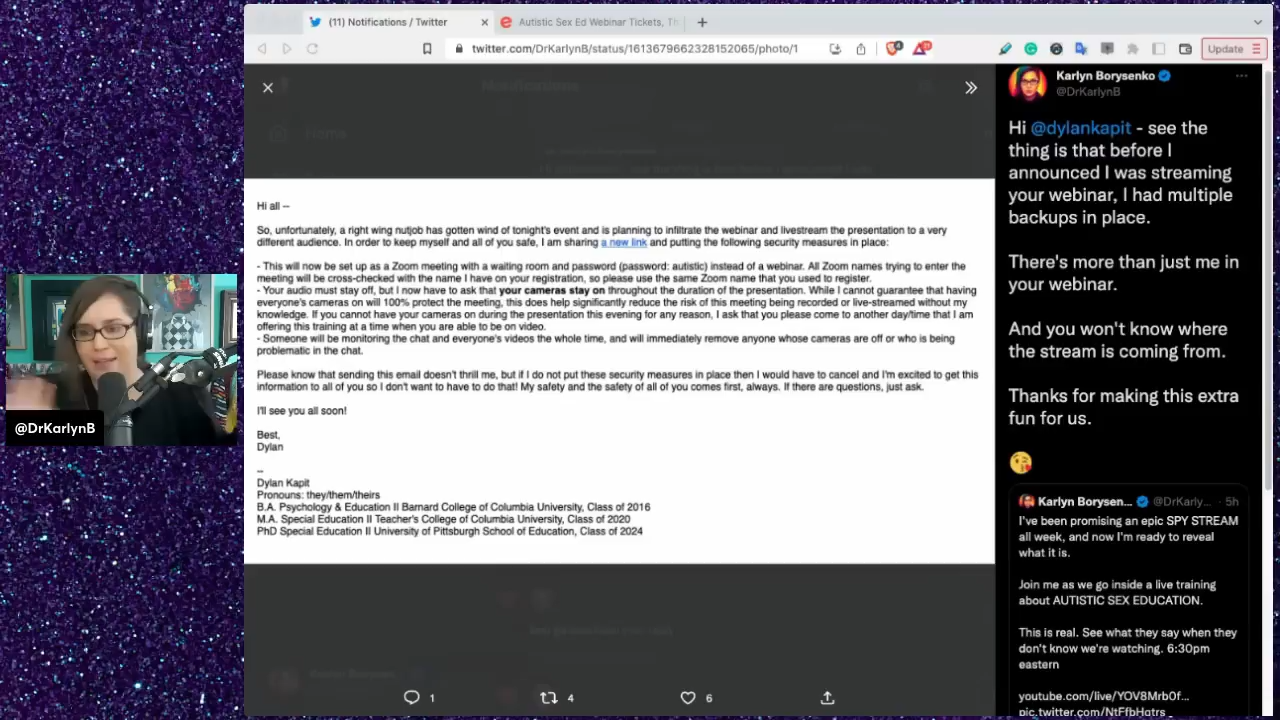 (11) Notifications / Twitter
Autistic Sex Ed Webinar Tickets, Th
twitter.com/DrKarlynB/status/1613679662328152065/photo/1
Update
Home
Hi all --
So, unfortunately, a right wing nutjob has gotten wind of tonight's event and is planning to infiltrate the webinar and livestream the presentation to a very
different audience. In order to keep myself and all of you safe, I am sharing a new link and putting the following security measures in place:
- This will now be set up as a Zoom meeting with a waiting room and password (password: autistic) instead of a webinar. All Zoom names trying to enter the
meeting will be cross-checked with the name I have on your registration, so please use the same Zoom name that you used to register.
- Your audio must stay off, but I now have to ask that your cameras stay on throughout the duration of the presentation. While I cannot guarantee that having
everyone's cameras on will 100% protect the meeting, this does help significantly reduce the risk of this meeting being recorded or live-streamed without my
knowledge. If you cannot have your cameras on during the presentation this evening for any reason, I ask that you please come to another day/time that I am
offering this training at a time when you are able to be on video.
- Someone will be monitoring the chat and everyone's videos the whole time, and will immediately remove anyone whose cameras are off or who is being
problematic in the chat.
Please know that sending this email doesn't thrill me, but if I do not put these security measures in place then I would have to cancel and I'm excited to get this
information to all of you so I don't want to have to do that! My safety and the safety of all of you comes first, always. If there are questions, just ask.
I'll see you all soon!
Best,
Dylan
--
Dylan Kapit
Pronouns: they/them/theirs
B.A. Psychology & Education II Barnard College of Columbia University, Class of 2016
M.A. Special Education II Teacher's College of Columbia University, Class of 2020
PhD Special Education II University of Pittsburgh School of Education, Class of 2024
1
4
6
@DrKarlynB
Karlyn Borysenko
@DrKarlynB
Hi @dylankapit - see the
thing is that before I
announced I was streaming
your webinar, I had multiple
backups in place.
There's more than just me in
your webinar.
And you won't know where
the stream is coming from.
Thanks for making this extra
fun for us.
Karlyn Borysen... @DrKarly... · 5h
I've been promising an epic SPY STREAM
all week, and now I'm ready to reveal
what it is.
Join me as we go inside a live training
about AUTISTIC SEX EDUCATION.
This is real. See what they say when they
don't know we're watching. 6:30pm
eastern
youtube.com/live/YOV8Mrb0f...
pic.twitter.com/NtFfbHqtrs